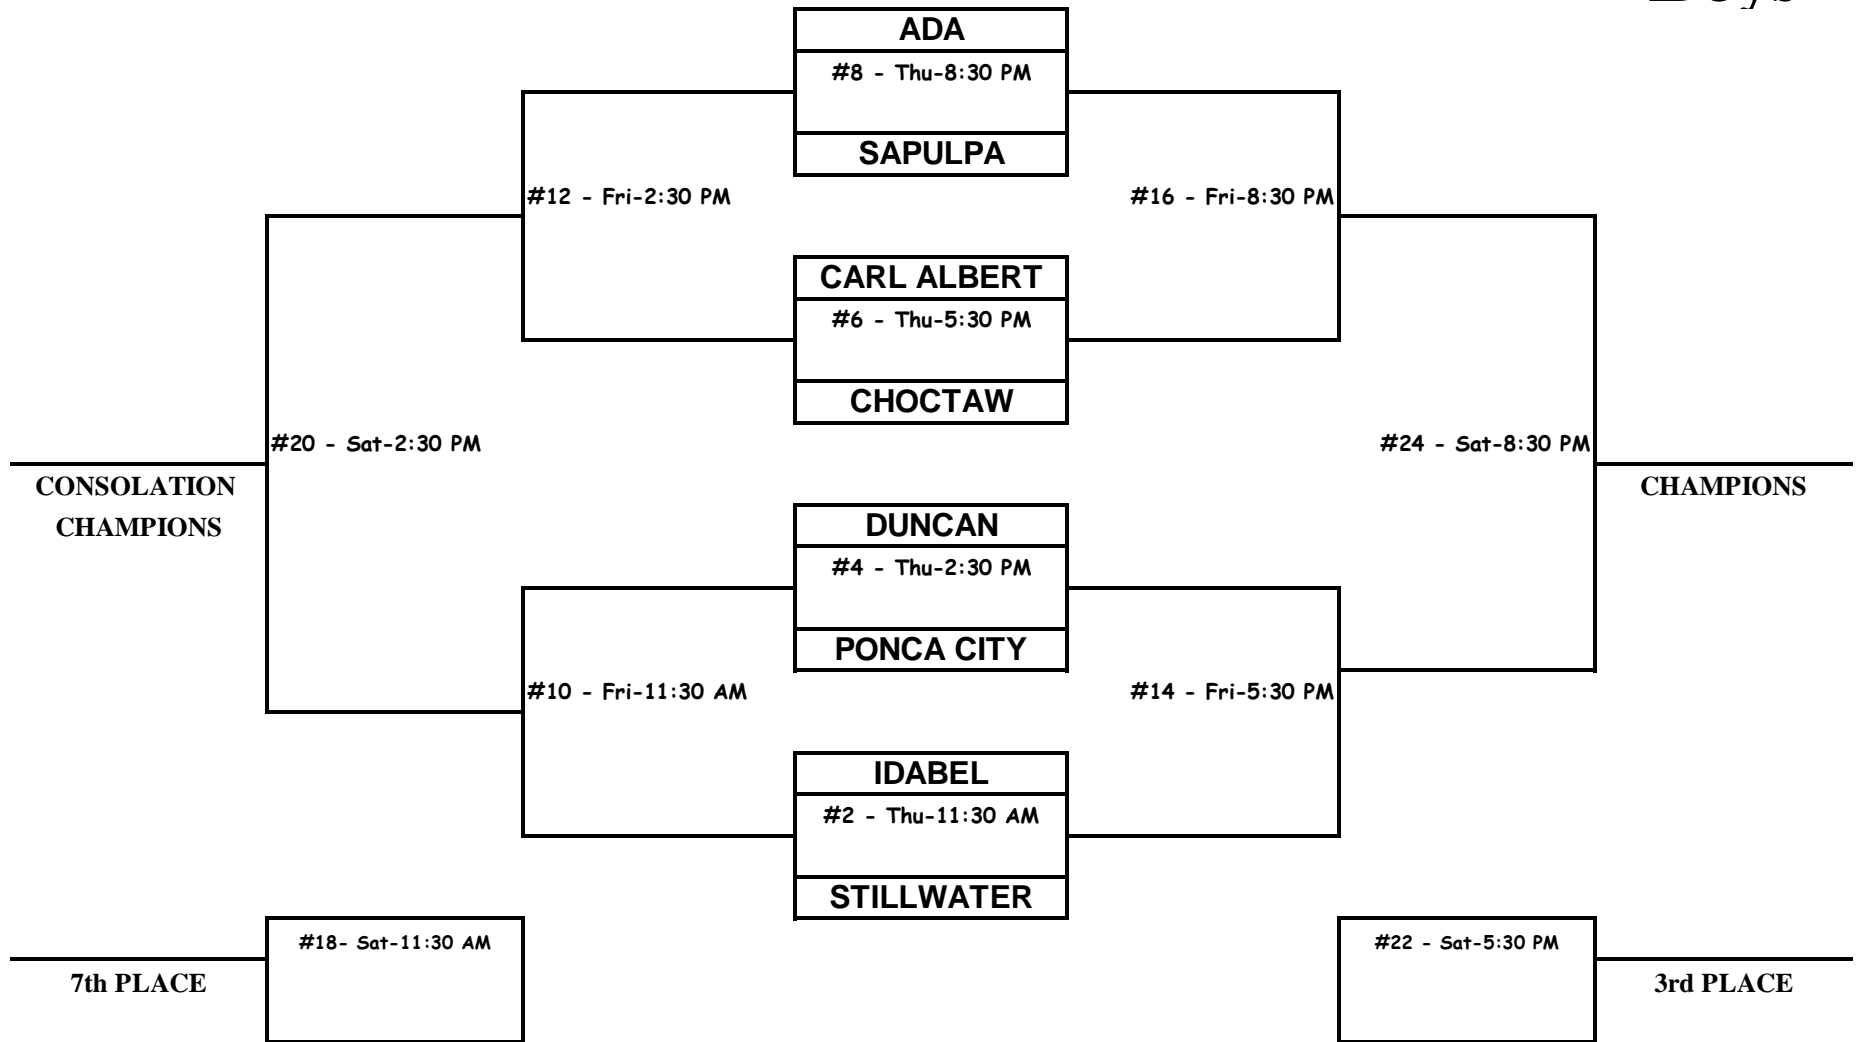 ADA
#8 - Thu-8:30 PM
SAPULPA
#12 - Fri-2:30 PM
#16 - Fri-8:30 PM
CARL ALBERT
#6 - Thu-5:30 PM
CHOCTAW
#20 - Sat-2:30 PM
#24 - Sat-8:30 PM
CONSOLATION
CHAMPIONS
CHAMPIONS
DUNCAN
#4 - Thu-2:30 PM
PONCA CITY
#10 - Fri-11:30 AM
#14 - Fri-5:30 PM
IDABEL
#2 - Thu-11:30 AM
STILLWATER
#18- Sat-11:30 AM
#22 - Sat-5:30 PM
7th PLACE
3rd PLACE